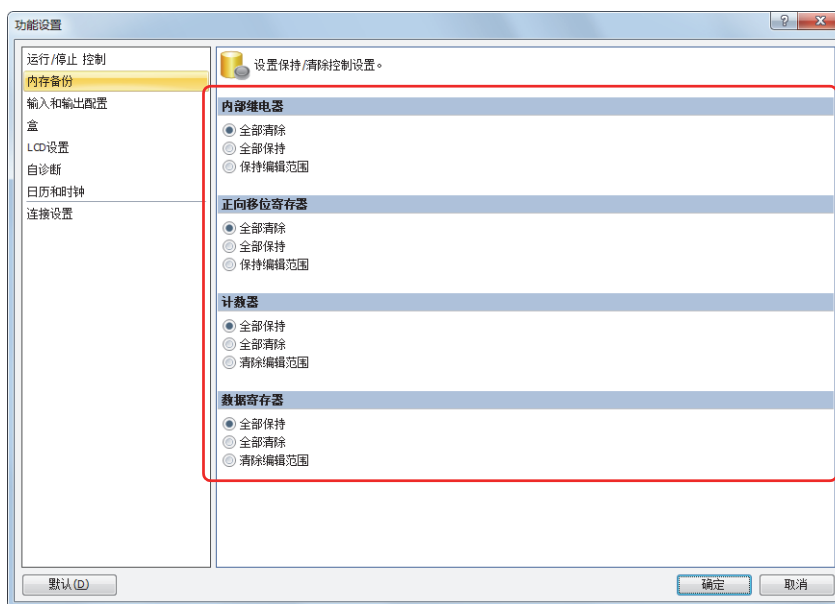 功能设置
运行/停止 控制
内存备份
输入和输出配置
盒
LCD设置
自诊断
日历和时钟
连接设置
设置保持/清除控制设置。
内部继电器
全部清除
全部保持
保持编辑范围
正向移位寄存器
全部清除
全部保持
保持编辑范围
计数器
全部保持
全部清除
清除编辑范围
数据寄存器
全部保持
全部清除
清除编辑范围
默认(D)
确定
取消